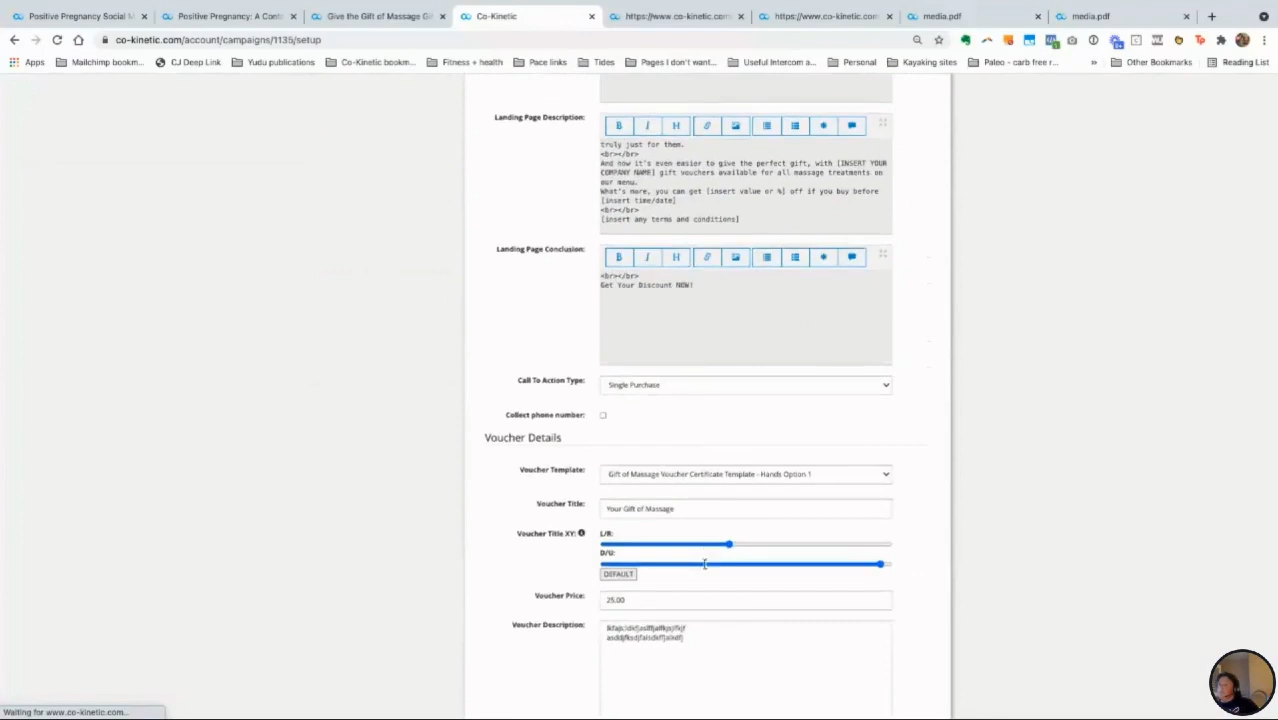 Positive Pregnancy Social M
Positive Pregnancy: A Cont
Give the Gift of Massage Gif
Co-Kinetic
https://www.co-kinetic.com
https://www.co-kinetic.com
media.pdf
media.pdf
co-kinetic.com/account/campaigns/1135/setup
Apps
Mailchimp bookm...
CJ Deep Link
Yudu publications
Co-Kinetic bookm...
Fitness + health
Pace links
Tides
Pages I don't want...
Useful Intercom a...
Personal
Kayaking sites
Paleo - carb free r...
»
Other Bookmarks
Reading List
Landing Page Description:
B I H
truly just for them.
<br></br>
And now it's even easier to give the perfect gift, with [INSERT YOUR
COMPANY NAME] gift vouchers available for all massage treatments on
our menu.
What's more, you can get [insert value or %] off if you buy before
[insert time/date]
<br></br>
[insert any terms and conditions]
Landing Page Conclusion:
B I H
<br></br>
Get Your Discount NOW!
Call To Action Type:
Single Purchase
Collect phone number:
Voucher Details
Voucher Template:
Gift of Massage Voucher Certificate Template - Hands Option 1
Voucher Title:
Your Gift of Massage
Voucher Title XY:
L/R:
D/U:
DEFAULT
Voucher Price:
25.00
Voucher Description:
Waiting for www.co-kinetic.com...